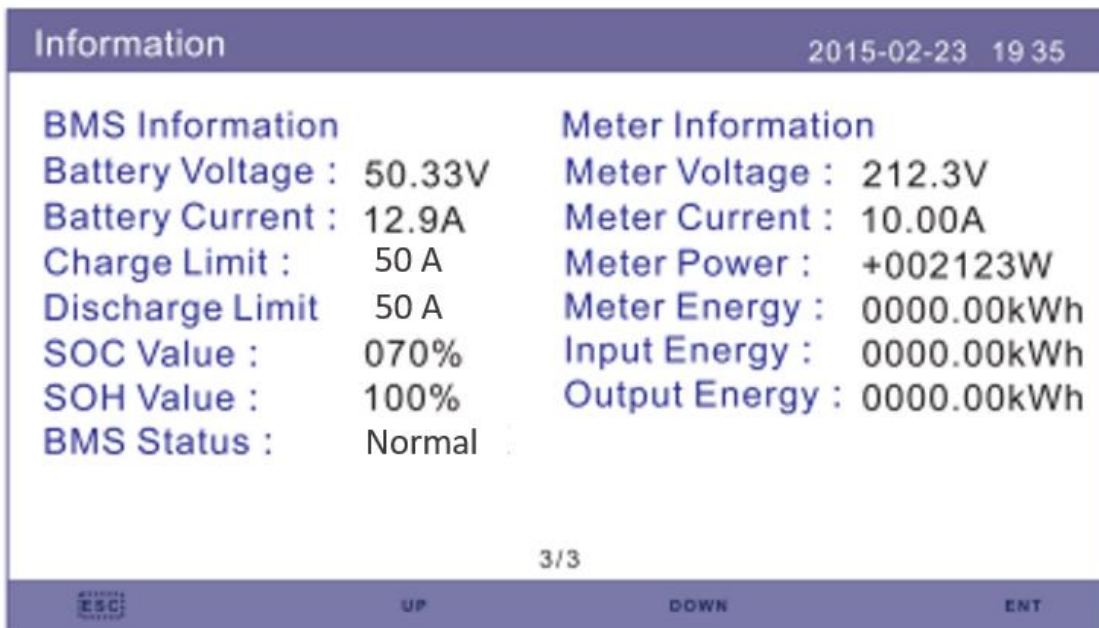 Information 2015-02-23 19 35
BMS Information
Battery Voltage : 50.33V
Battery Current : 12.9A
Charge Limit : 50 A
Discharge Limit 50 A
SOC Value : 070%
SOH Value : 100%
BMS Status : Normal
Meter Information
Meter Voltage : 212.3V
Meter Current : 10.00A
Meter Power : +002123W
Meter Energy : 0000.00kWh
Input Energy : 0000.00kWh
Output Energy : 0000.00kWh
3/3
ESC UP DOWN ENT